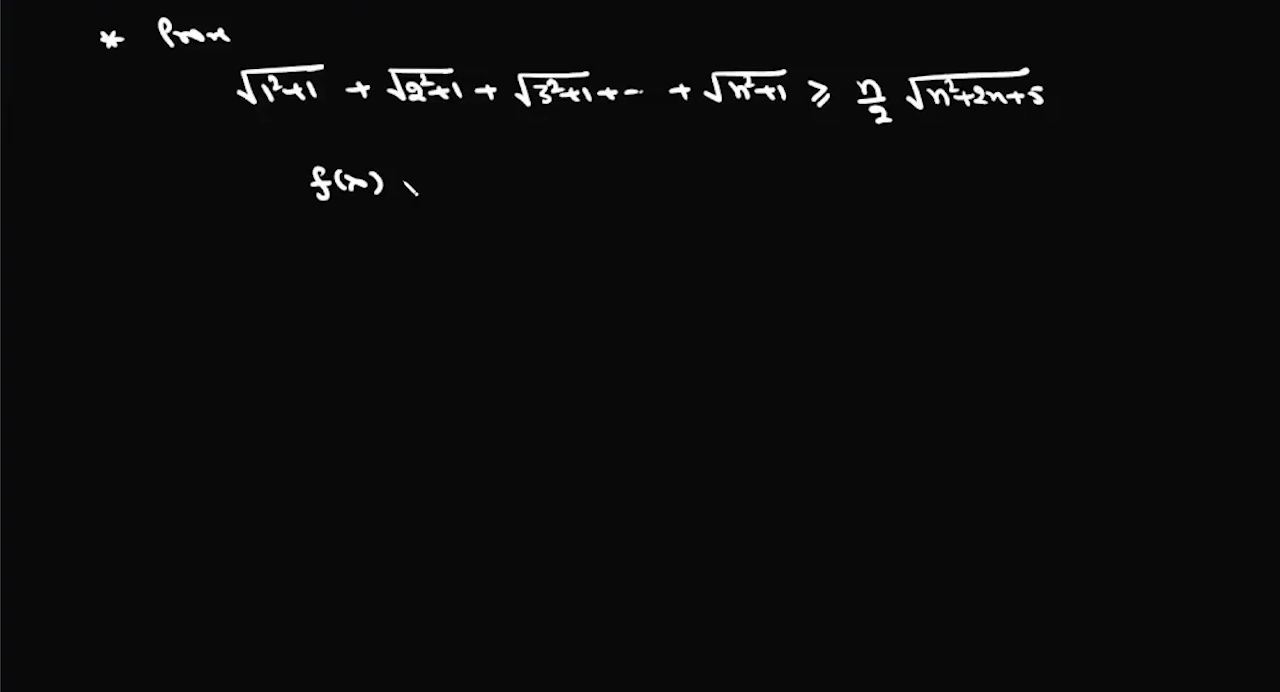 * Prove
√(1²+1) + √(2²+1) + √(3²+1) + ... + √(n²+1) ≥ n/2 √(n²+2n+5)
f(x)